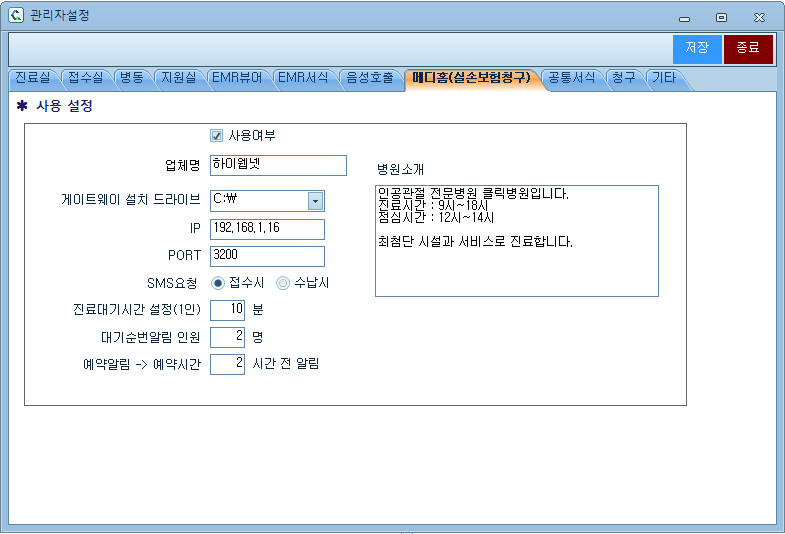 관리자설정
저장 종료
진료실 접수실 병동 지원실 EMR뷰어 EMR서식 음성호출 메디홈(실손보험청구) 공통서식 청구 기타
✱ 사용 설정
사용여부
업체명 하이웹넷
병원소개
게이트웨이 설치 드라이브 C:\
IP 192.168.1.16
PORT 3200
SMS요청 접수시 수납시
진료대기시간 설정(1인) 10 분
대기순번알림 인원 2 명
예약알림 -> 예약시간 2 시간 전 알림
인공관절 전문병원 클릭병원입니다.
진료시간 : 9시~18시
점심시간 : 12시~14시
최첨단 시설과 서비스로 진료합니다.